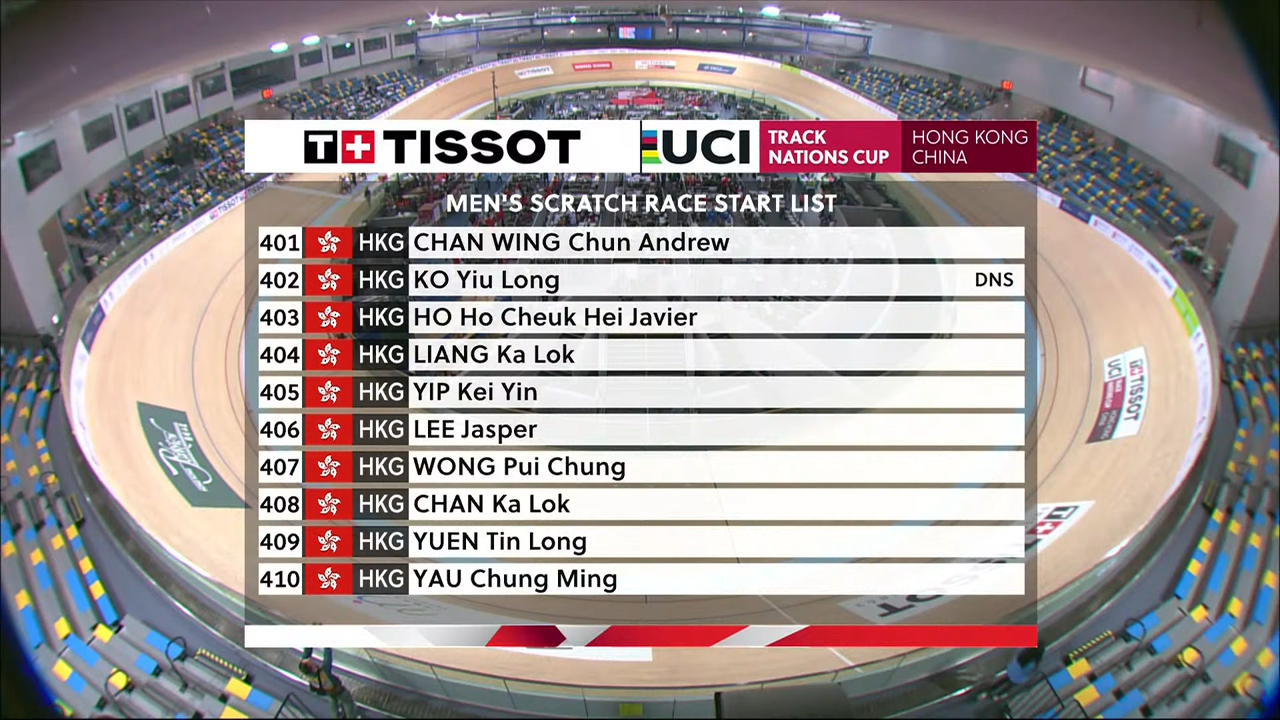 T+ TISSOT
UCI
TRACK
NATIONS CUP
HONG KONG
CHINA
MEN'S SCRATCH RACE START LIST
401 HKG CHAN WING Chun Andrew
402 HKG KO Yiu Long DNS
403 HKG HO Ho Cheuk Hei Javier
404 HKG LIANG Ka Lok
405 HKG YIP Kei Yin
406 HKG LEE Jasper
407 HKG WONG Pui Chung
408 HKG CHAN Ka Lok
409 HKG YUEN Tin Long
410 HKG YAU Chung Ming
TISSOT
UCI